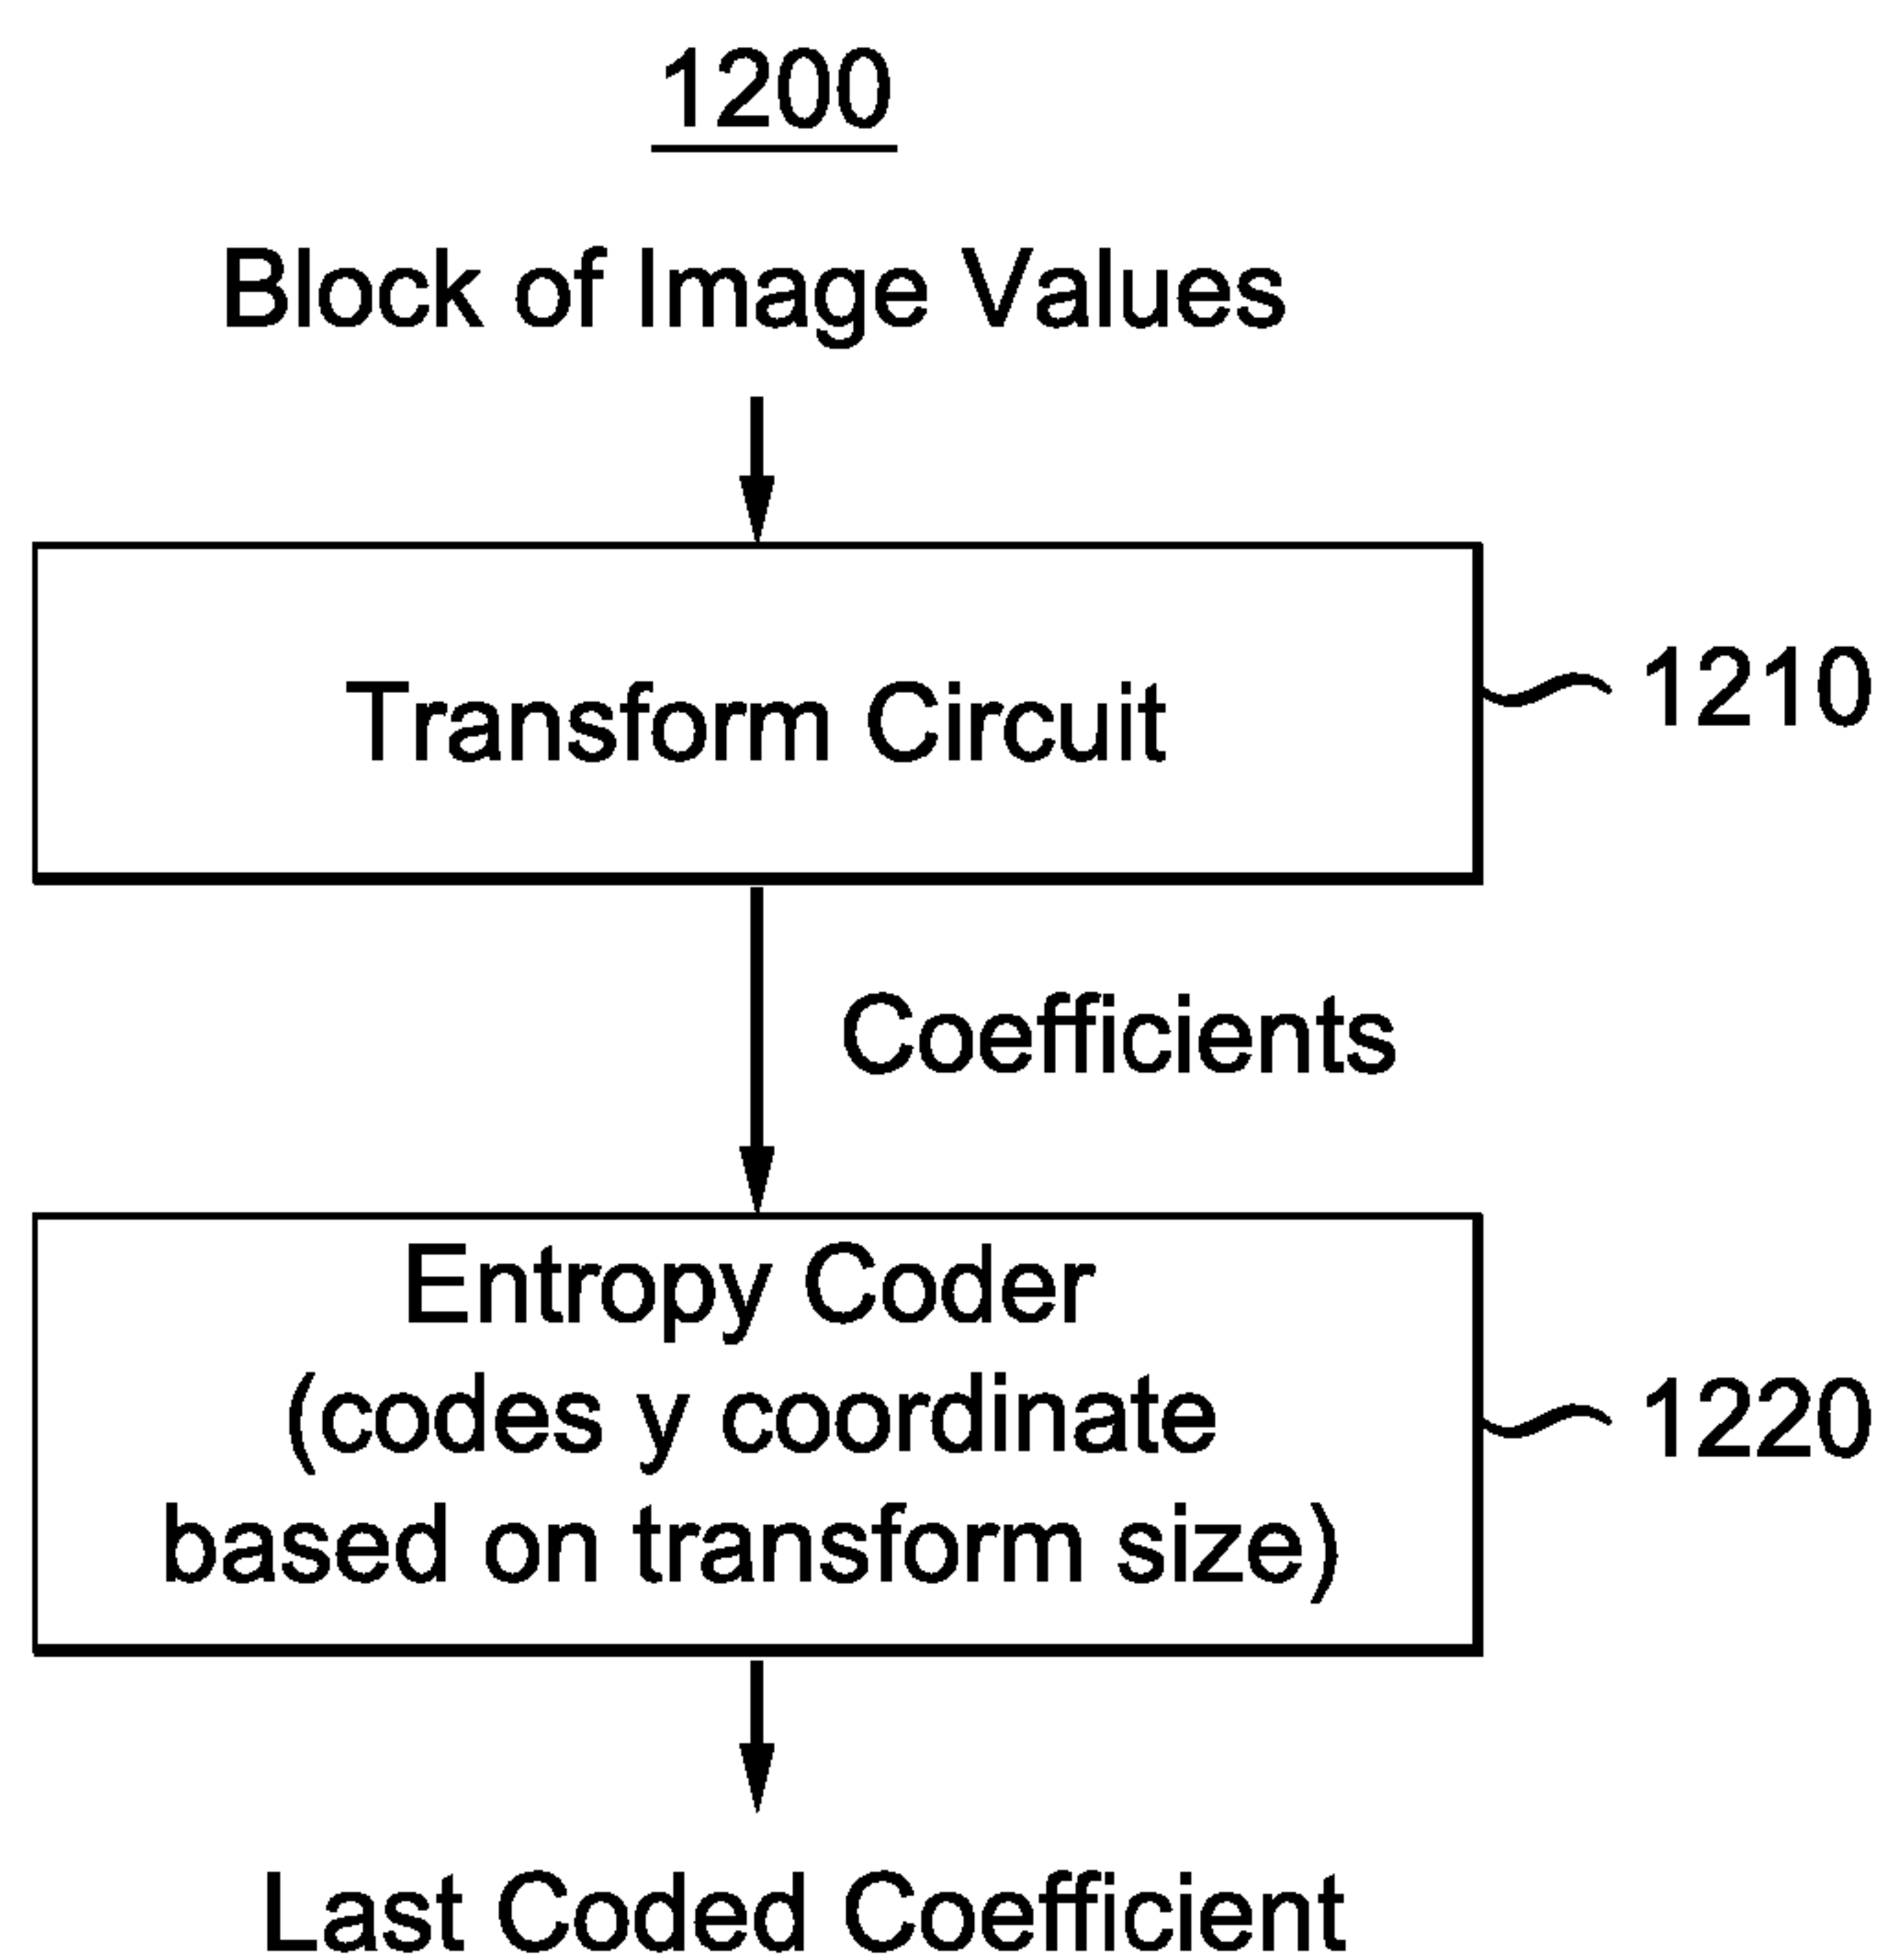 1200
Block of Image Values
Transform Circuit
1210
Coefficients
Entropy Coder
(codes y coordinate
based on transform size)
1220
Last Coded Coefficient